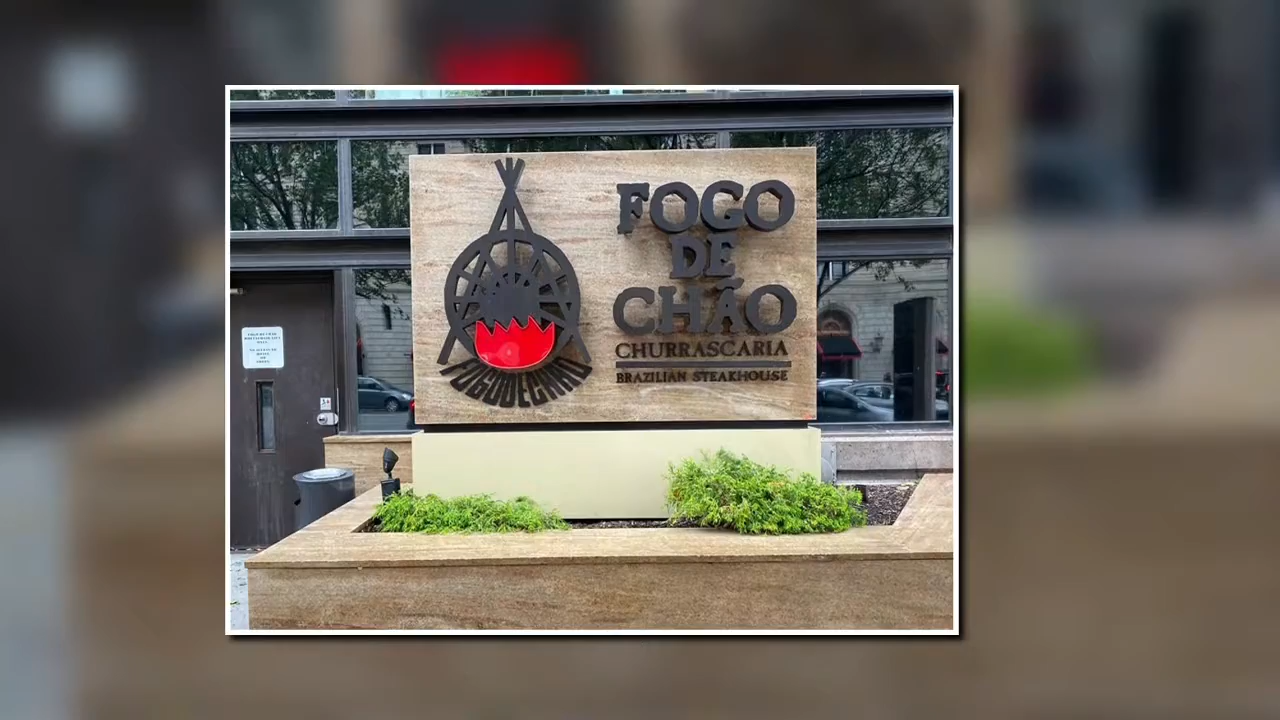 FOGO
DE
CHÃO
CHURRASCARIA
BRAZILIAN STEAKHOUSE
FOGODECHÃO